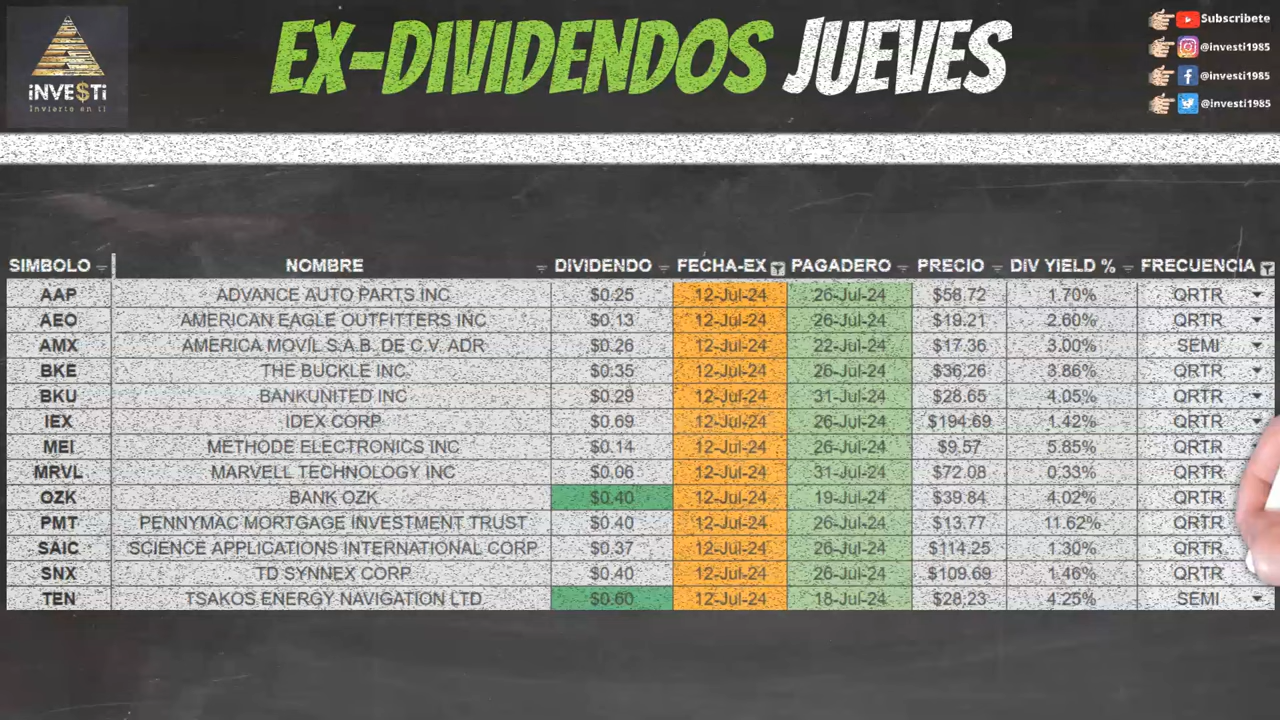 iNVE$Ti
Invierte en ti
EX-DIVIDENDOS JUEVES
Subscribete
@investi1985
@investi1985
@investi1985
SIMBOLO NOMBRE DIVIDENDO FECHA-EX PAGADERO PRECIO DIV YIELD % FRECUENCIA
AAP ADVANCE AUTO PARTS INC $0.25 12-Jul-24 26-Jul-24 $58.72 1.70% QRTR
AEO AMERICAN EAGLE OUTFITTERS INC $0.13 12-Jul-24 26-Jul-24 $19.21 2.60% QRTR
AMX AMERICA MOVIL S.A.B. DE C.V. ADR $0.26 12-Jul-24 22-Jul-24 $17.36 3.00% SEMI
BKE THE BUCKLE INC. $0.35 12-Jul-24 26-Jul-24 $36.26 3.86% QRTR
BKU BANKUNITED INC $0.29 12-Jul-24 31-Jul-24 $28.65 4.05% QRTR
IEX IDEX CORP $0.69 12-Jul-24 26-Jul-24 $194.69 1.42% QRTR
MEI METHODE ELECTRONICS INC $0.14 12-Jul-24 26-Jul-24 $9.57 5.85% QRTR
MRVL MARVELL TECHNOLOGY INC $0.06 12-Jul-24 31-Jul-24 $72.08 0.33% QRTR
OZK BANK OZK $0.40 12-Jul-24 19-Jul-24 $39.84 4.02% QRTR
PMT PENNYMAC MORTGAGE INVESTMENT TRUST $0.40 12-Jul-24 26-Jul-24 $13.77 11.62% QRTR
SAIC SCIENCE APPLICATIONS INTERNATIONAL CORP $0.37 12-Jul-24 26-Jul-24 $114.25 1.30% QRTR
SNX TD SYNNEX CORP $0.40 12-Jul-24 26-Jul-24 $109.69 1.46% QRTR
TEN TSAKOS ENERGY NAVIGATION LTD $0.60 12-Jul-24 18-Jul-24 $28.23 4.25% SEMI